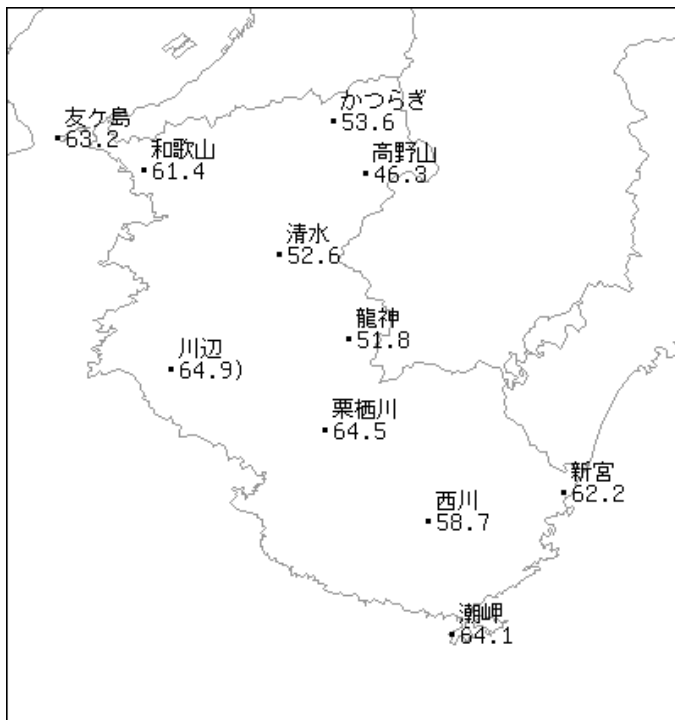 かつらぎ
53.6
友ケ島
63.2
和歌山
61.4
高野山
46.3
清水
52.6
龍神
51.8
川辺
64.9)
栗栖川
64.5
新宮
62.2
西川
58.7
潮岬
64.1